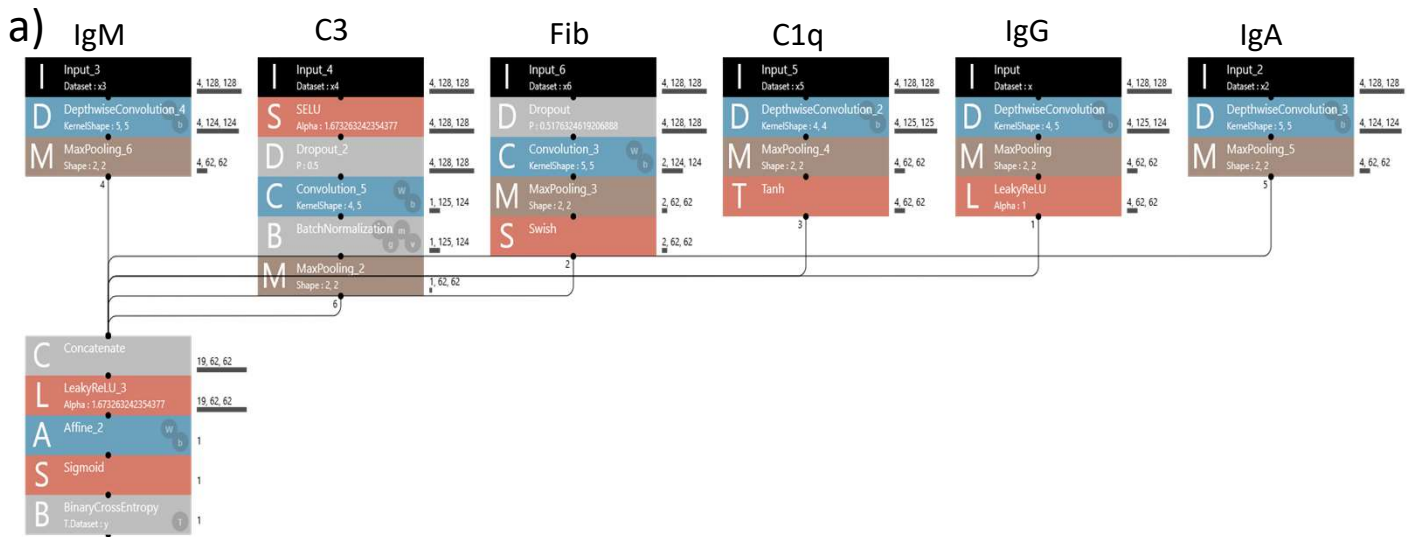 a)
IgM
C3
Fib
C1q
IgG
IgA
I Input_3
Dataset : x3
4, 128, 128
D DepthwiseConvolution_4
KernelShape : 5, 5
W b
4, 124, 124
M MaxPooling_6
Shape : 2, 2
4, 62, 62
4
I Input_4
Dataset : x4
4, 128, 128
S SELU
Alpha : 1.673263242354377
4, 128, 128
D Dropout_2
P : 0.5
4, 128, 128
C Convolution_5
KernelShape : 4, 5
W b
1, 125, 124
B BatchNormalization
m g v
1, 125, 124
M MaxPooling_2
Shape : 2, 2
1, 62, 62
6
I Input_6
Dataset : x6
4, 128, 128
D Dropout
P : 0.5176324619206888
4, 128, 128
C Convolution_3
KernelShape : 5, 5
W b
2, 124, 124
M MaxPooling_3
Shape : 2, 2
2, 62, 62
S Swish
2, 62, 62
2
I Input_5
Dataset : x5
4, 128, 128
D DepthwiseConvolution_2
KernelShape : 4, 4
b
4, 125, 125
M MaxPooling_4
Shape : 2, 2
4, 62, 62
T Tanh
4, 62, 62
3
I Input
Dataset : x
4, 128, 128
D DepthwiseConvolution
KernelShape : 4, 5
b
4, 125, 124
M MaxPooling
Shape : 2, 2
4, 62, 62
L LeakyReLU
Alpha : 1
4, 62, 62
1
I Input_2
Dataset : x2
4, 128, 128
D DepthwiseConvolution_3
KernelShape : 5, 5
b
4, 124, 124
M MaxPooling_5
Shape : 2, 2
4, 62, 62
5
C Concatenate
19, 62, 62
L LeakyReLU_3
Alpha : 1.673263242354377
19, 62, 62
A Affine_2
W b
1
S Sigmoid
1
B BinaryCrossEntropy
T.Dataset : y
T
1